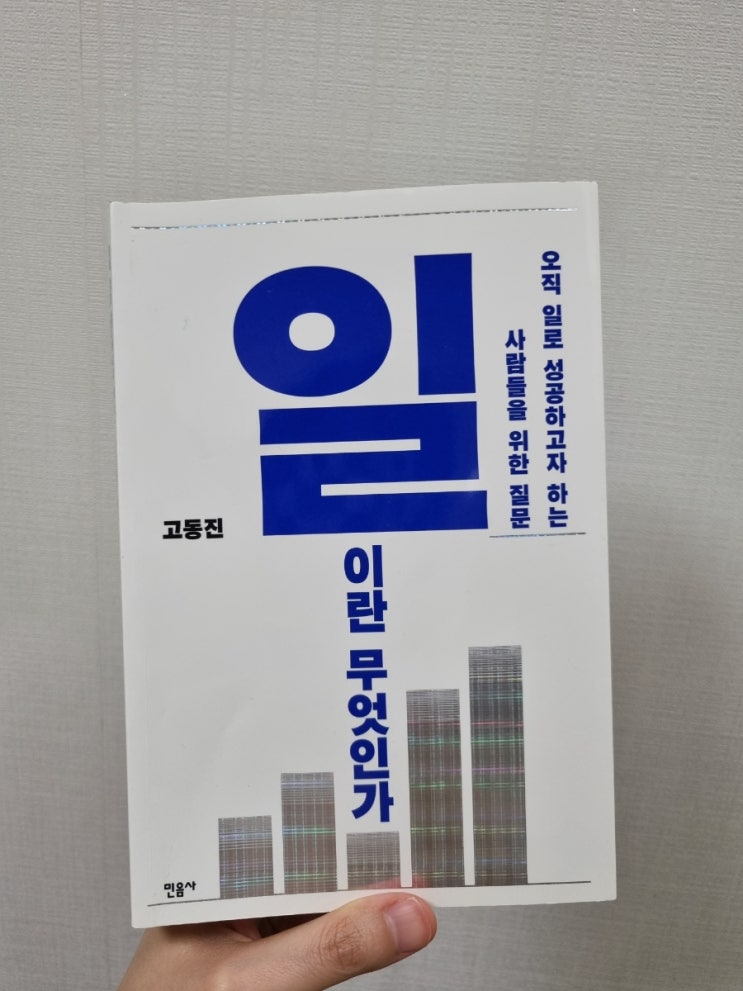 일
이란 무엇인가
오직 일로 성공하고자 하는
사람들을 위한 질문
고동진
민음사